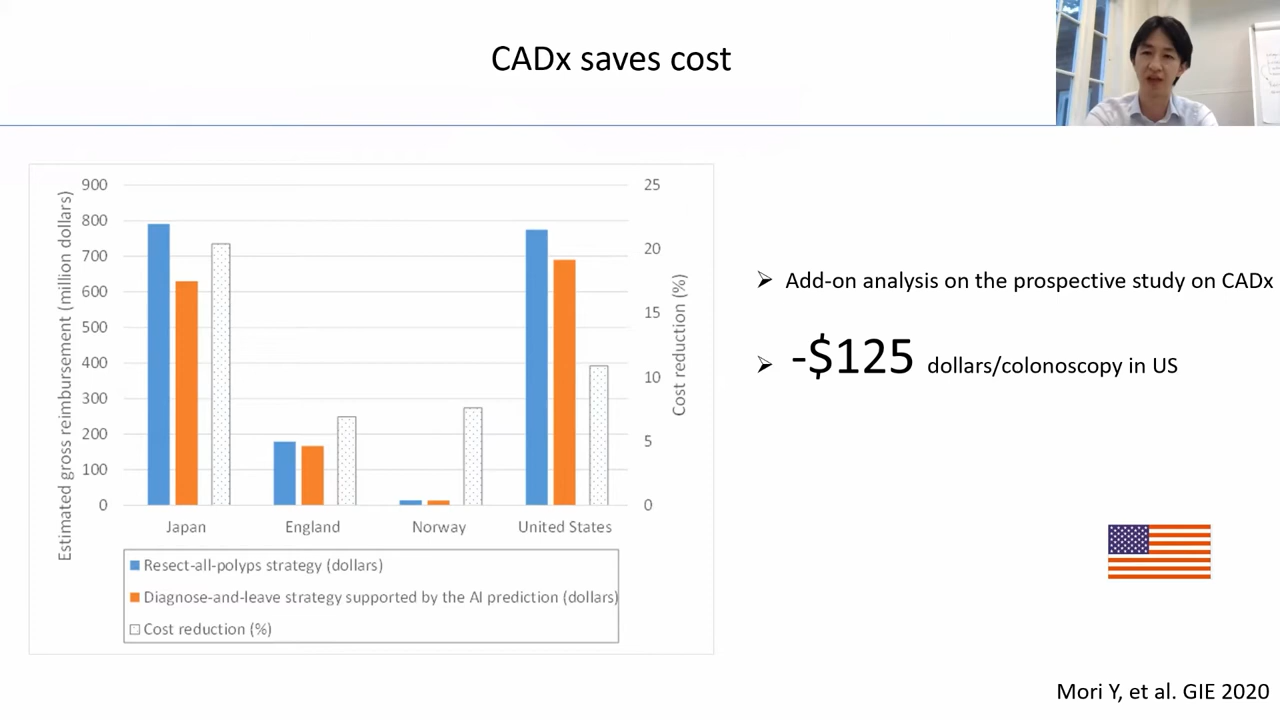 CADx saves cost
Estimated gross reimbursement (million dollars)
900
800
700
600
500
400
300
200
100
0
25
20
15
10
5
0
Cost reduction (%)
Japan
England
Norway
United States
Resect-all-polyps strategy (dollars)
Diagnose-and-leave strategy supported by the AI prediction (dollars)
Cost reduction (%)
➢ Add-on analysis on the prospective study on CADx
➢ -$125 dollars/colonoscopy in US
Mori Y, et al. GIE 2020